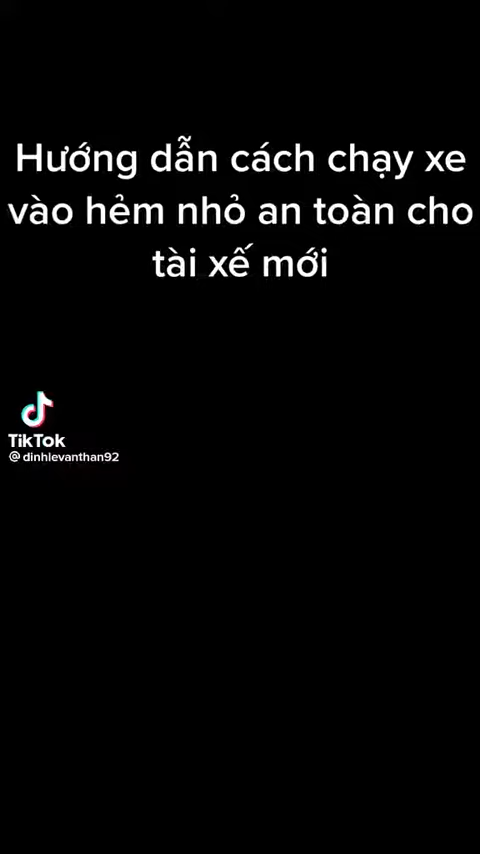 Hướng dẫn cách chạy xe
vào hẻm nhỏ an toàn cho
tài xế mới
TikTok
@dinhlevanthan92